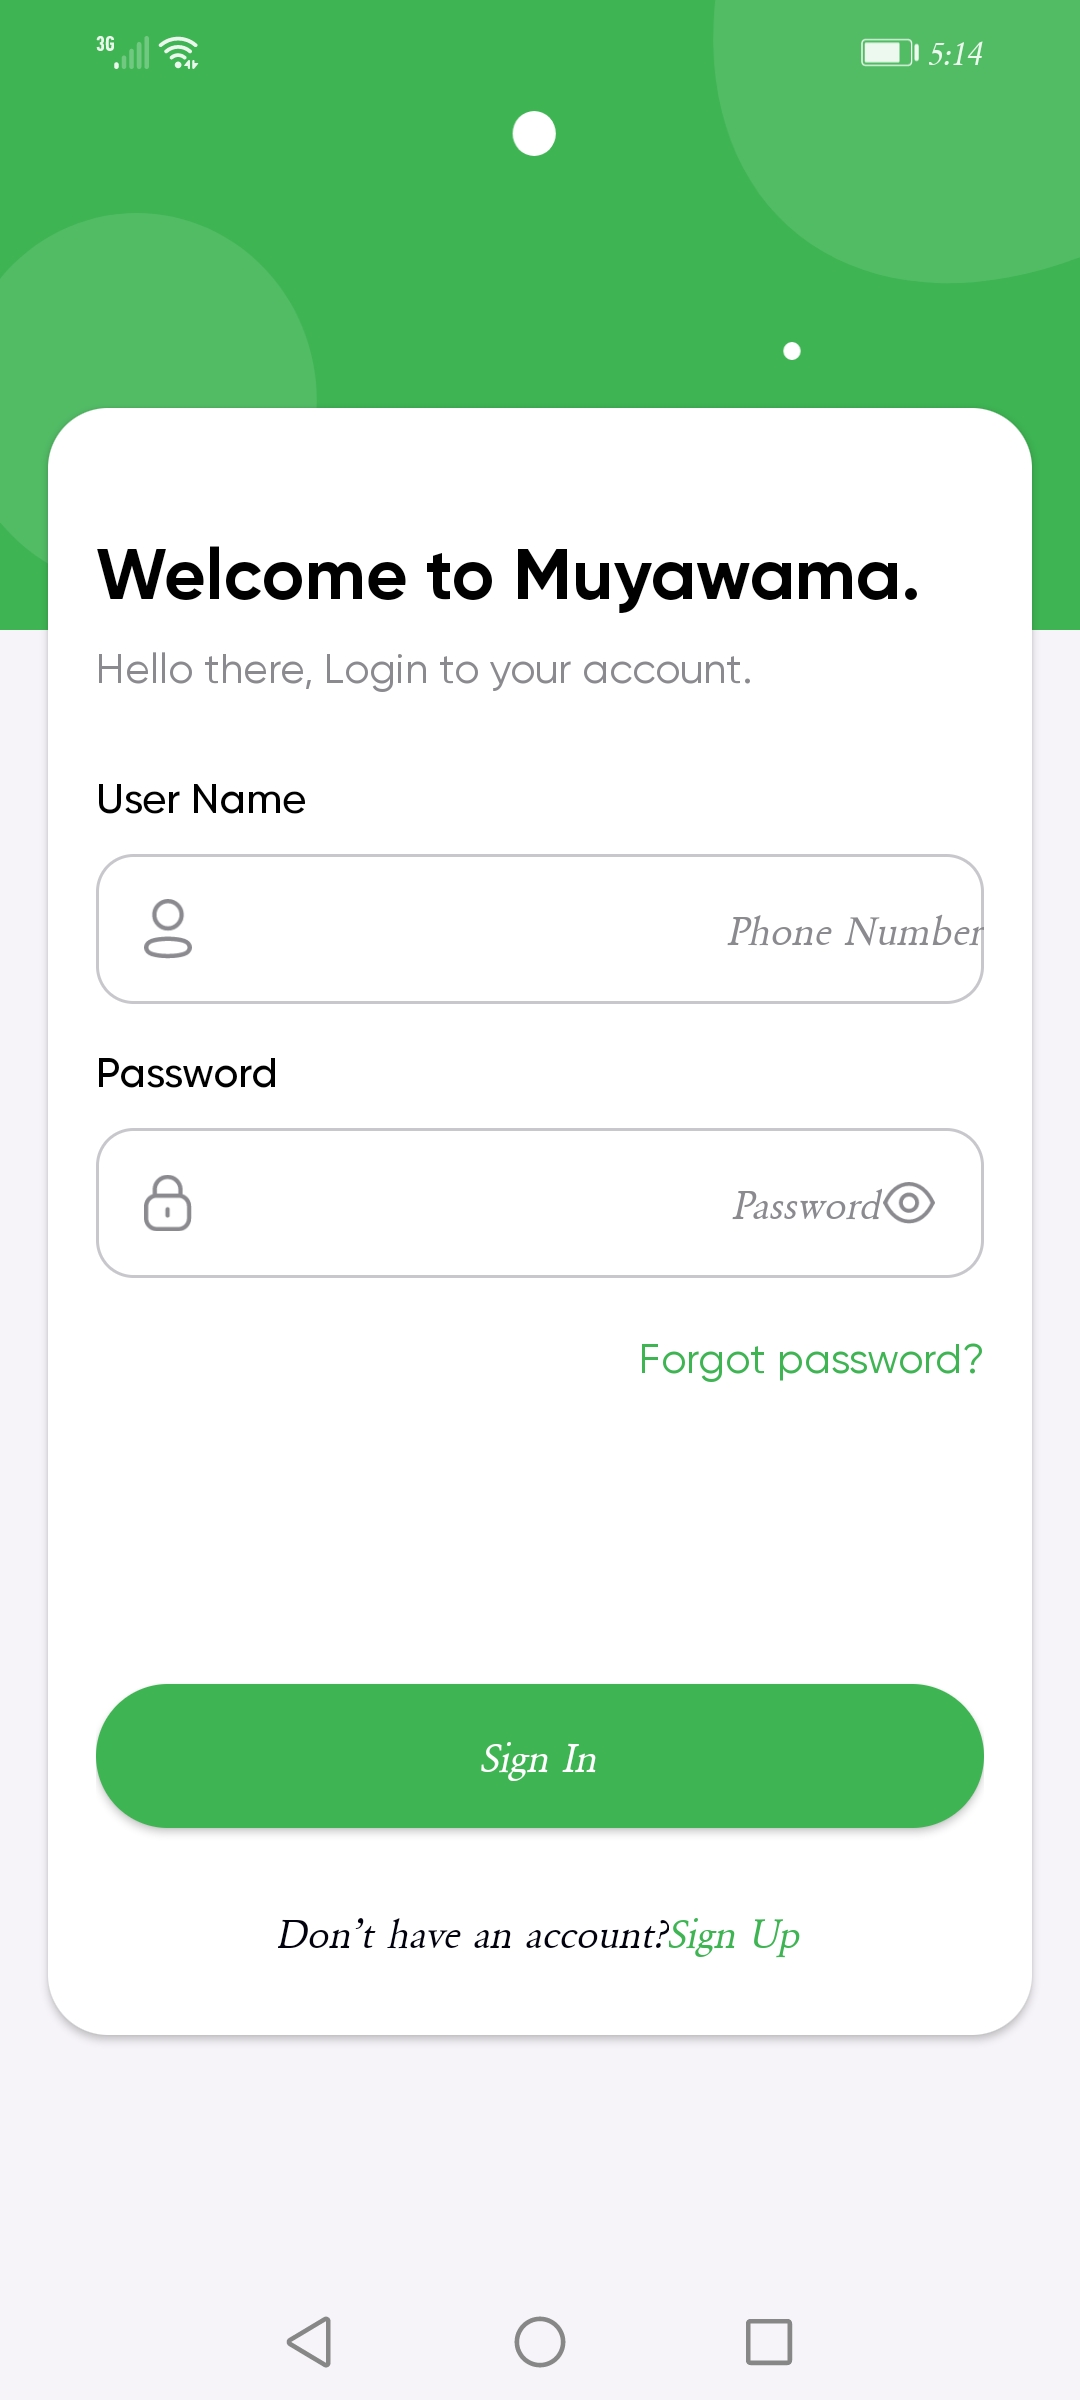 3G 5:14
Welcome to Muyawama.
Hello there, Login to your account.
User Name
Phone Number
Password
Password
Forgot password?
Sign In
Don't have an account?Sign Up